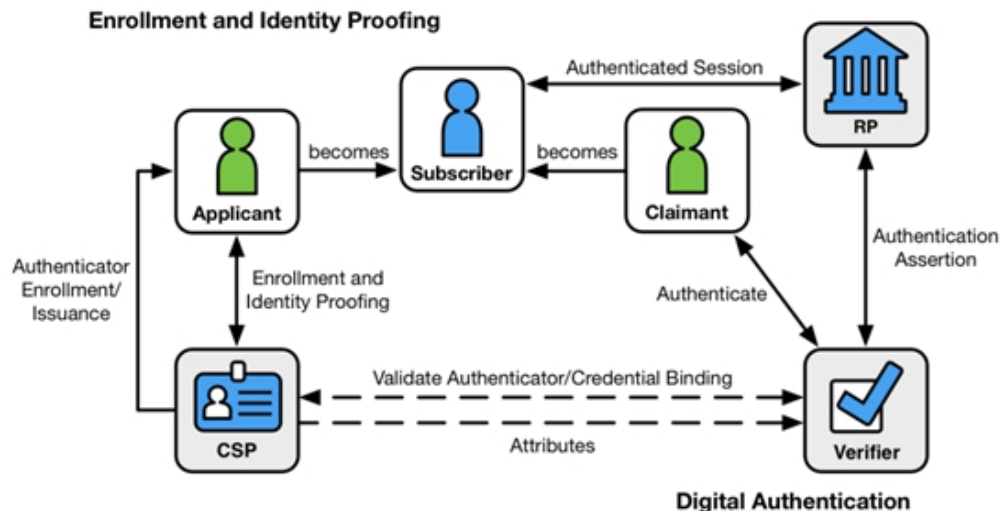 Enrollment and Identity Proofing
Authenticated Session
RP
becomes
Subscriber
becomes
Applicant
Claimant
Authenticator
Enrollment/
Issuance
Enrollment and
Identity Proofing
Authenticate
Authentication
Assertion
Validate Authenticator/Credential Binding
CSP
Attributes
Verifier
Digital Authentication